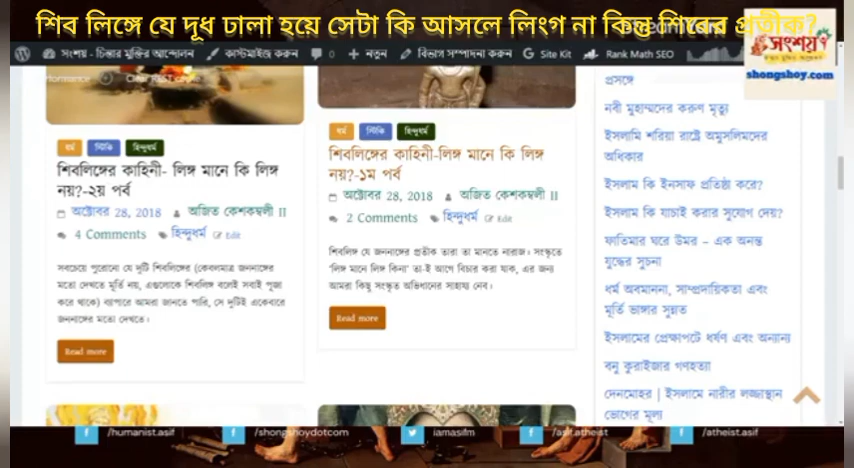 শিব লিঙ্গে যে দুধ ঢালা হয়ে সেটা কি আসলে লিংগ না কিন্তু শিবের প্রতীক?
সংশয় - চিন্তার মুক্তির আন্দোলন
কাস্টমাইজ করুন
0
+ নতুন
বিভাগ সম্পাদনা করুন
Site Kit
Rank Math SEO
সংশয়
shongshoy.com
ধর্ম
স্টিকি
হিন্দুধর্ম
শিবলিঙ্গের কাহিনী- লিঙ্গ মানে কি লিঙ্গ
নয়?-২য় পর্ব
অক্টোবর 28, 2018
অজিত কেশকম্বলী II
4 Comments
হিন্দুধর্ম
Edit
সবচেয়ে পুরোনো যে দুটি শিবলিঙ্গের (কেবলমাত্র জননাঙ্গের
মতো দেখতে মূর্তি নয়, এগুলোকে শিবলিঙ্গ বলেই সবাই পূজা
করে থাকে) ব্যাপারে আমরা জানতে পারি, সে দুটিই একেবারে
জননাঙ্গের মতো দেখতে।
Read more
ধর্ম
স্টিকি
হিন্দুধর্ম
শিবলিঙ্গের কাহিনী-লিঙ্গ মানে কি লিঙ্গ
নয়?-১ম পর্ব
অক্টোবর 28, 2018
অজিত কেশকম্বলী II
2 Comments
হিন্দুধর্ম
Edit
শিবলিঙ্গ যে জননাঙ্গের প্রতীক তারা তা মানতে নারাজ। সংস্কৃতে
'লিঙ্গ মানে লিঙ্গ কিনা' তা-ই আগে বিচার করা যাক, এর জন্য
আমরা কিছু সংস্কৃত অভিধানের সাহায্য নেব।
Read more
প্রসঙ্গে
নবী মুহাম্মদের করুণ মৃত্যু
ইসলামি শরিয়া রাষ্ট্রে অমুসলিমদের
অধিকার
ইসলাম কি ইনসাফ প্রতিষ্ঠা করে?
ইসলাম কি যাচাই করার সুযোগ দেয়?
ফাতিমার ঘরে উমর – এক অনন্ত
যুদ্ধের সূচনা
ধর্ম অবমাননা, সাম্প্রদায়িকতা এবং
মূর্তি ভাঙ্গার সুন্নত
ইসলামের প্রেক্ষাপটে ধর্ষণ এবং অন্যান্য
বনু কুরাইজার গণহত্যা
দেনমোহর | ইসলামে নারীর লজ্জাস্থান
ভোগের মূল্য
/humanist.asif
/shongshoydotcom
iamasifm
/asif.atheist
/atheist.asif